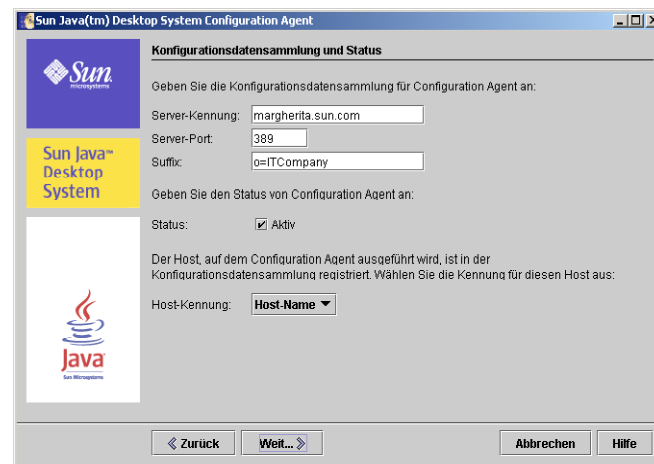 Sun Java(tm) Desktop System Configuration Agent
Sun
microsystems
Sun Java™
Desktop
System
Java
Sun Microsystems
Konfigurationsdatensammlung und Status
Geben Sie die Konfigurationsdatensammlung für Configuration Agent an:
Server-Kennung: margherita.sun.com
Server-Port: 389
Suffix: o=ITCompany
Geben Sie den Status von Configuration Agent an:
Status: Aktiv
Der Host, auf dem Configuration Agent ausgeführt wird, ist in der
Konfigurationsdatensammlung registriert. Wählen Sie die Kennung für diesen Host aus:
Host-Kennung: Host-Name
Zurück Weit... Abbrechen Hilfe